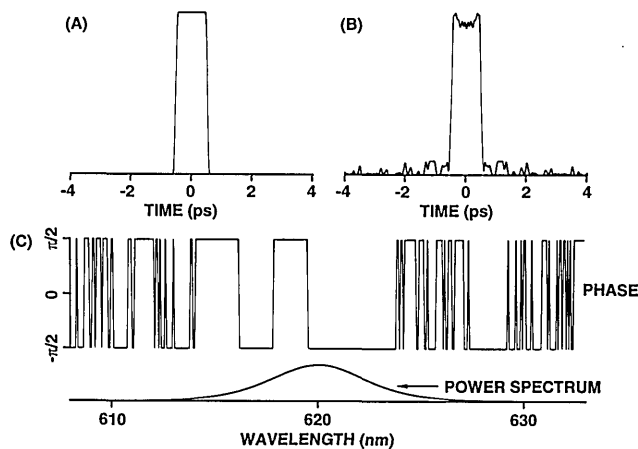 (A)
(B)
-4 -2 0 2 4
TIME (ps)
-4 -2 0 2 4
TIME (ps)
(C)
π/2
0
-π/2
PHASE
POWER SPECTRUM
610 620 630
WAVELENGTH (nm)